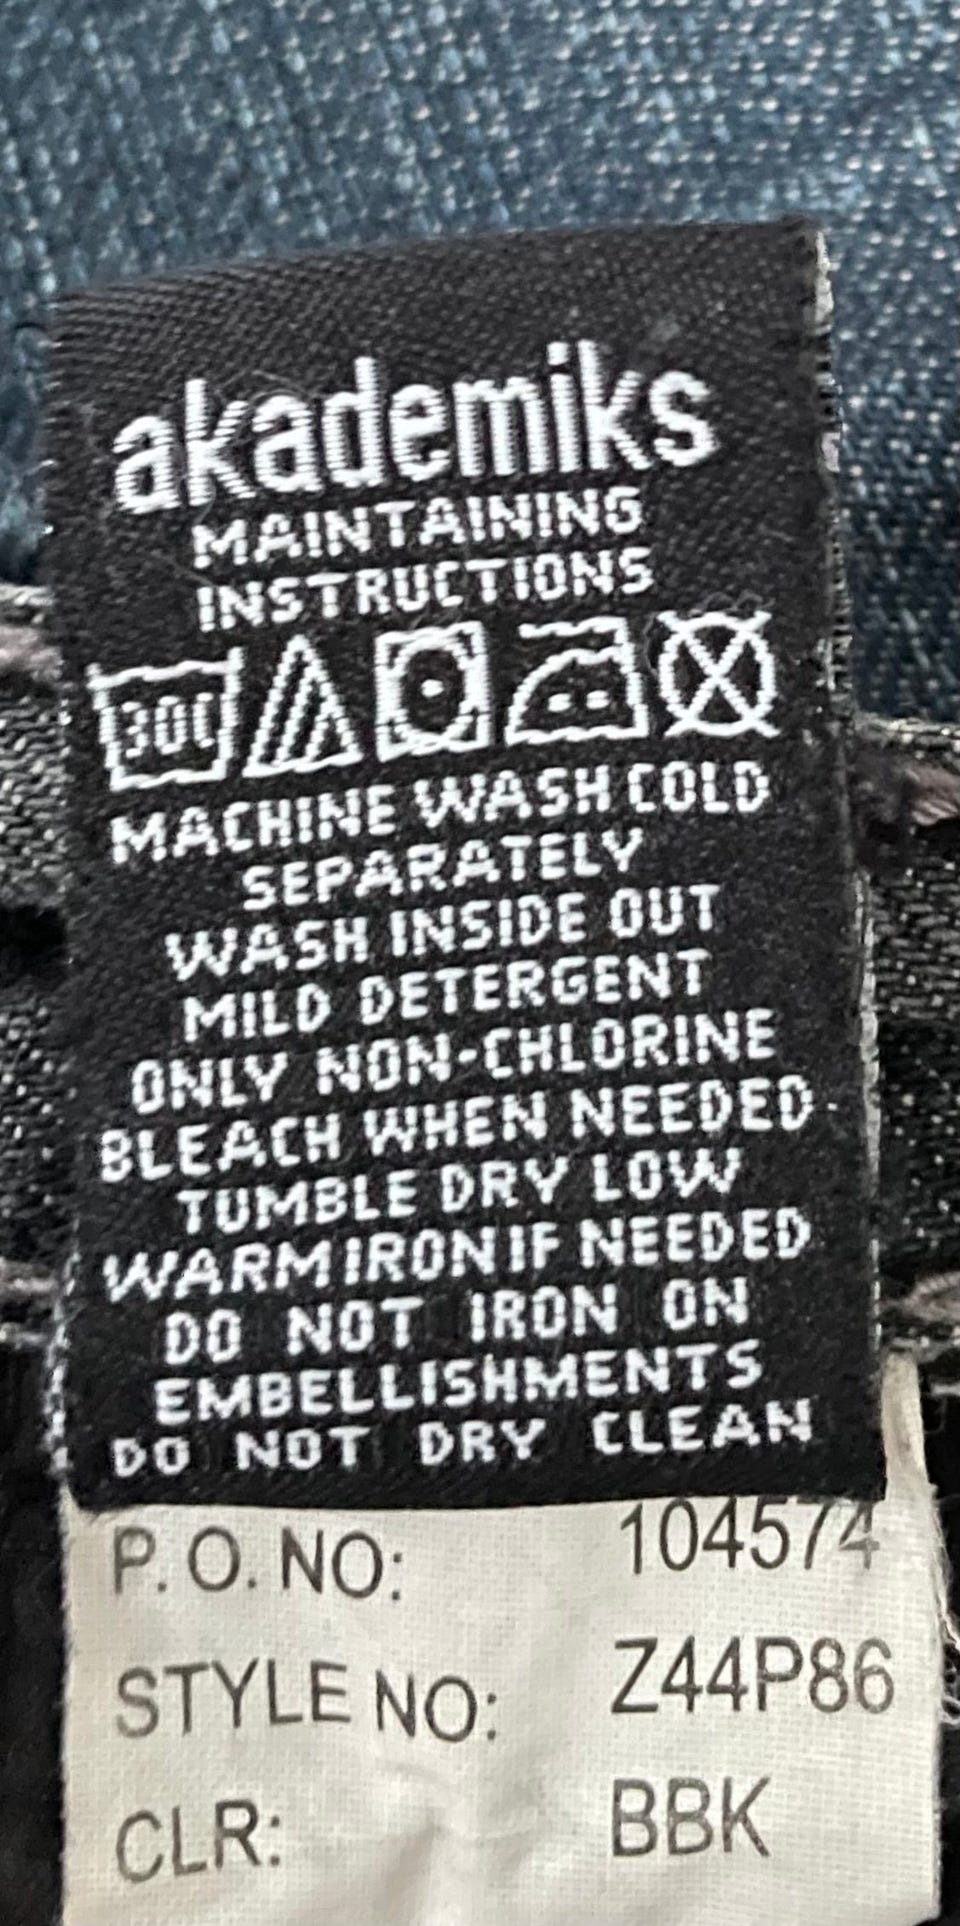 akademiks
MAINTAINING
INSTRUCTIONS
30C
MACHINE WASH COLD
SEPARATELY
WASH INSIDE OUT
MILD DETERGENT
ONLY NON-CHLORINE
BLEACH WHEN NEEDED
TUMBLE DRY LOW
WARM IRON IF NEEDED
DO NOT IRON ON
EMBELLISHMENTS
DO NOT DRY CLEAN
P.O. NO: 104574
STYLE NO: Z44P86
CLR: BBK